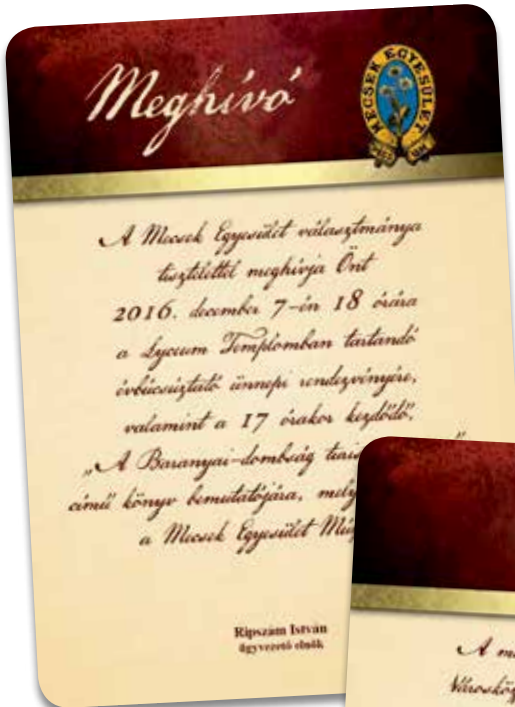 Meghívó
MECSEK EGYESÜLET
A Mecsek Egyesület választmánya
tisztelettel meghívja Önt
2016. december 7-én 18 órára
a Lyceum Templomban tartandó
évbúcsúztató ünnepi rendezvényére,
valamint a 17 órakor kezdődő,
„A Baranyai-dombság
című könyv bemutatójára,
a Mecsek Egyesület
Ripszám István
ügyvezető elnök
A